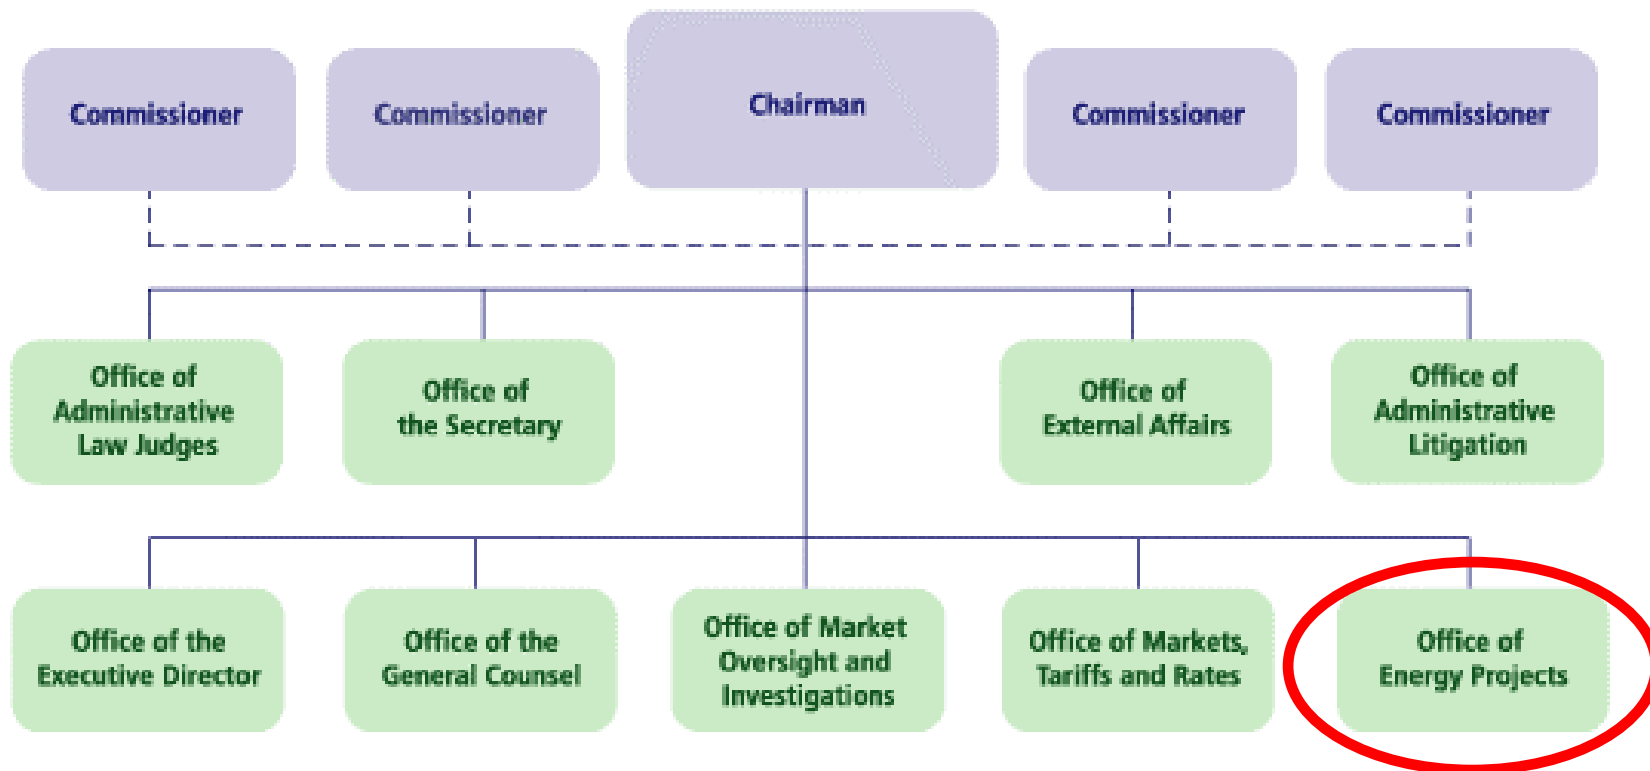 Commissioner
Commissioner
Chairman
Commissioner
Commissioner
Office of
Administrative
Law Judges
Office of
the Secretary
Office of
External Affairs
Office of
Administrative
Litigation
Office of the
Executive Director
Office of the
General Counsel
Office of Market
Oversight and
Investigations
Office of Markets,
Tariffs and Rates
Office of
Energy Projects